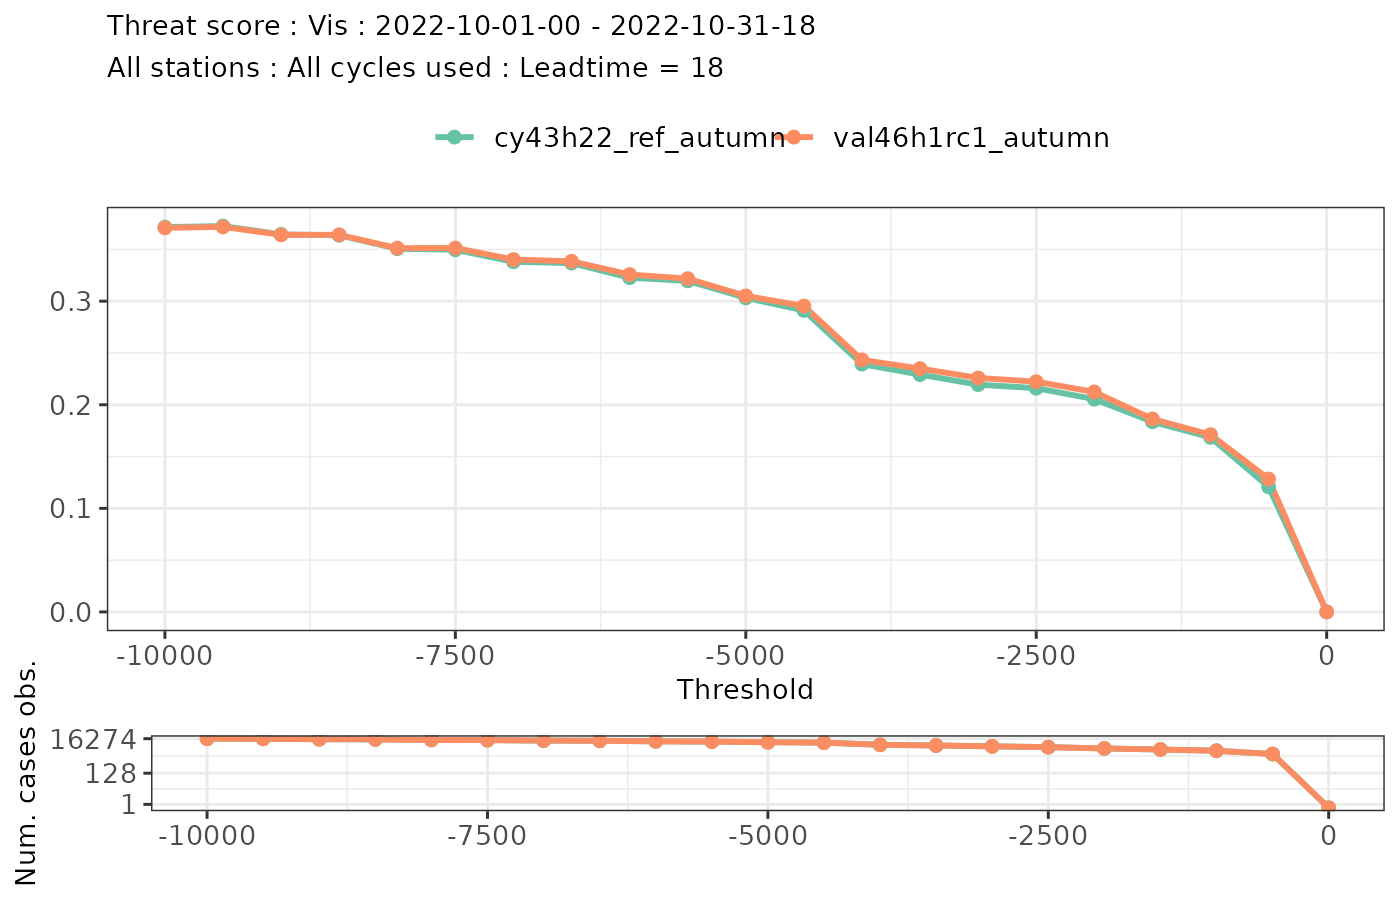 Threat score : Vis : 2022-10-01-00 - 2022-10-31-18
All stations : All cycles used : Leadtime = 18
cy43h22_ref_autumn val46h1rc1_autumn
0.3
0.2
0.1
0.0
-10000 -7500 -5000 -2500 0
Threshold
Num. cases obs.
16274
128
1
-10000 -7500 -5000 -2500 0